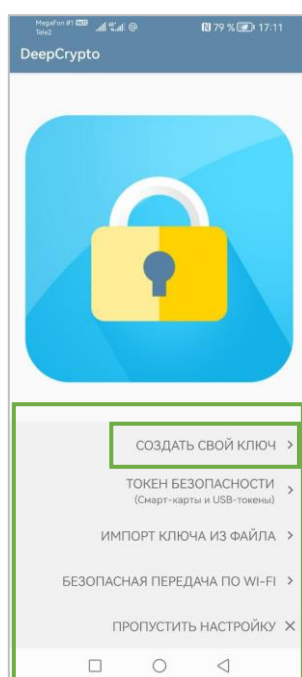 MegaFon #1
Tele2
79 % 17:11
DeepCrypto
СОЗДАТЬ СВОЙ КЛЮЧ
ТОКЕН БЕЗОПАСНОСТИ
(Смарт-карты и USB-токены)
ИМПОРТ КЛЮЧА ИЗ ФАЙЛА
БЕЗОПАСНАЯ ПЕРЕДАЧА ПО WI-FI
ПРОПУСТИТЬ НАСТРОЙКУ